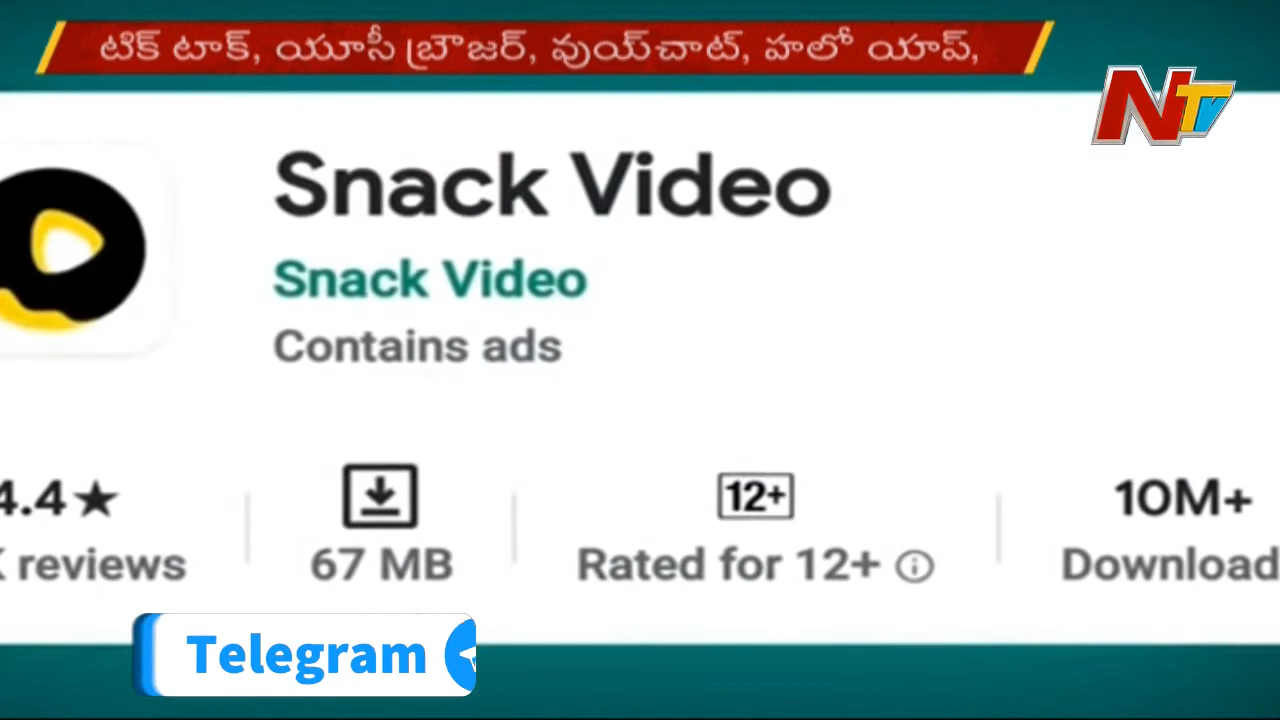 టిక్ టాక్, యూసీ బ్రౌజర్, వుయ్‌చాట్, హలో యాప్,
NTV
Snack Video
Snack Video
Contains ads
4.4★
K reviews
67 MB
12+
Rated for 12+
10M+
Download
Telegram